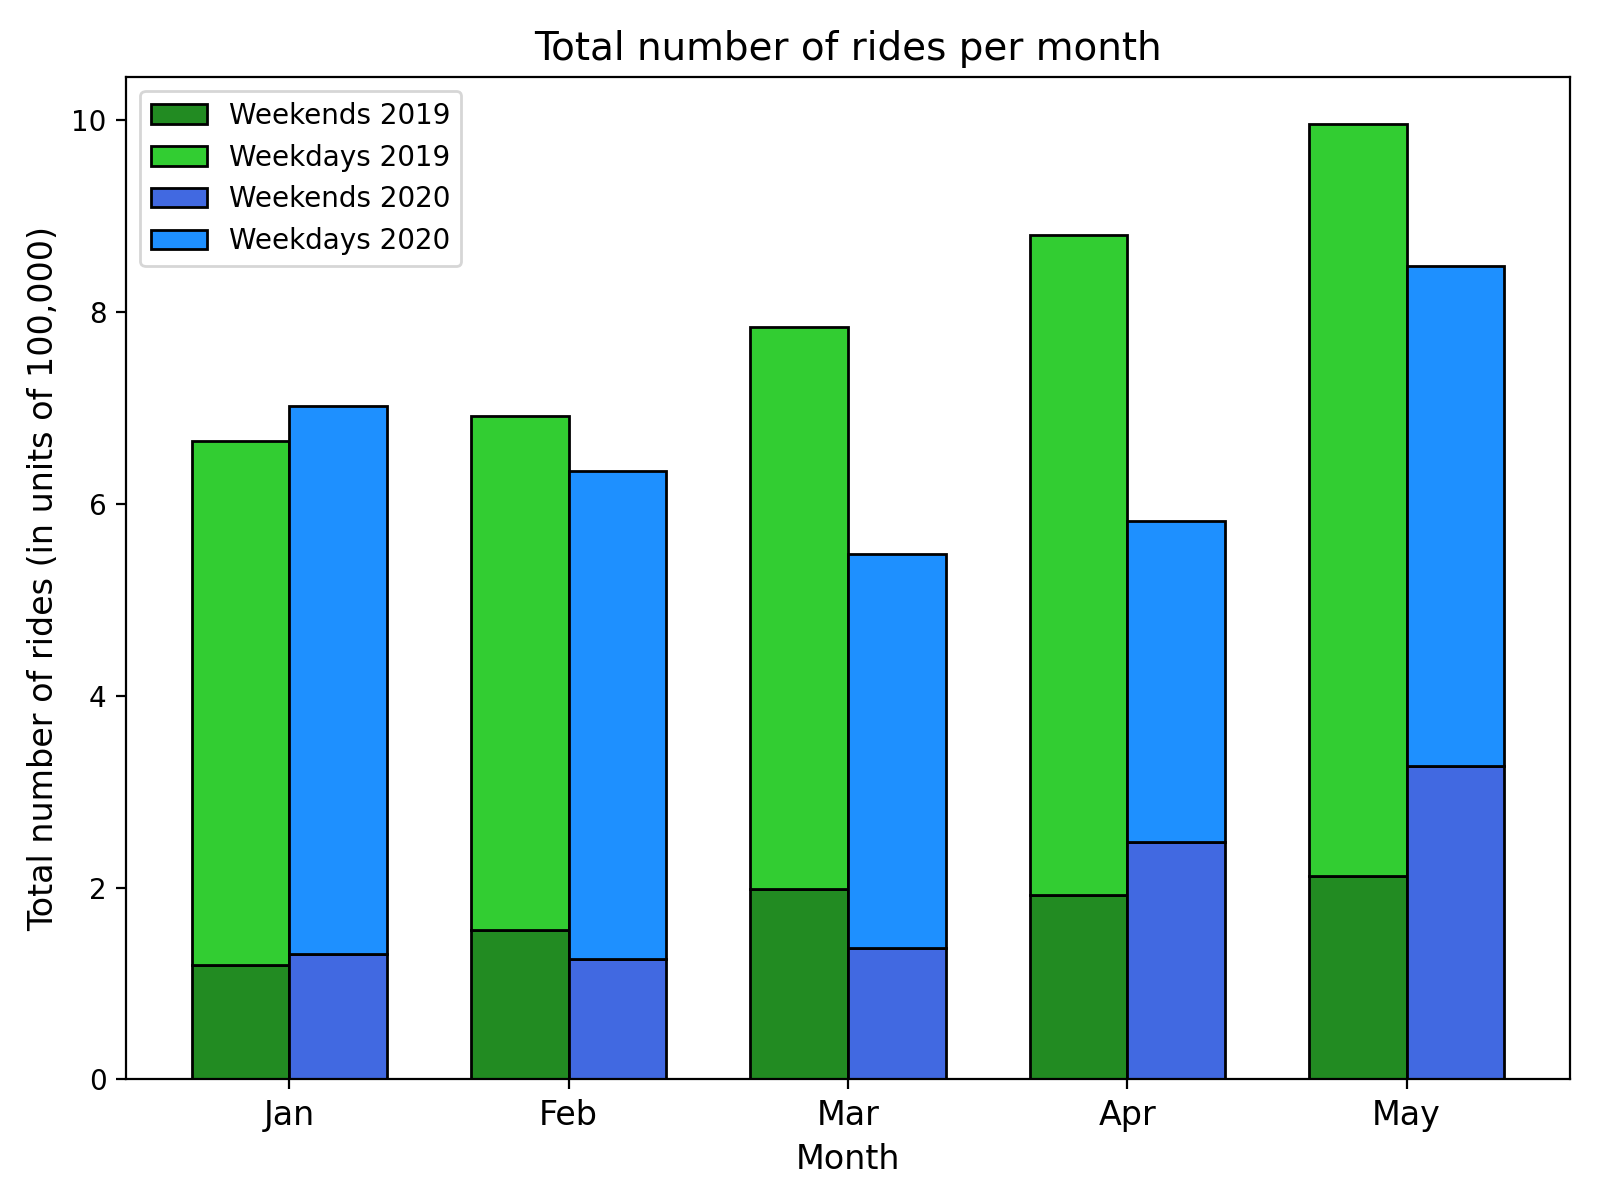 Total number of rides per month
Weekends 2019
Weekdays 2019
Weekends 2020
Weekdays 2020
Total number of rides (in units of 100,000)
10
8
6
4
2
0
Jan Feb Mar Apr May
Month